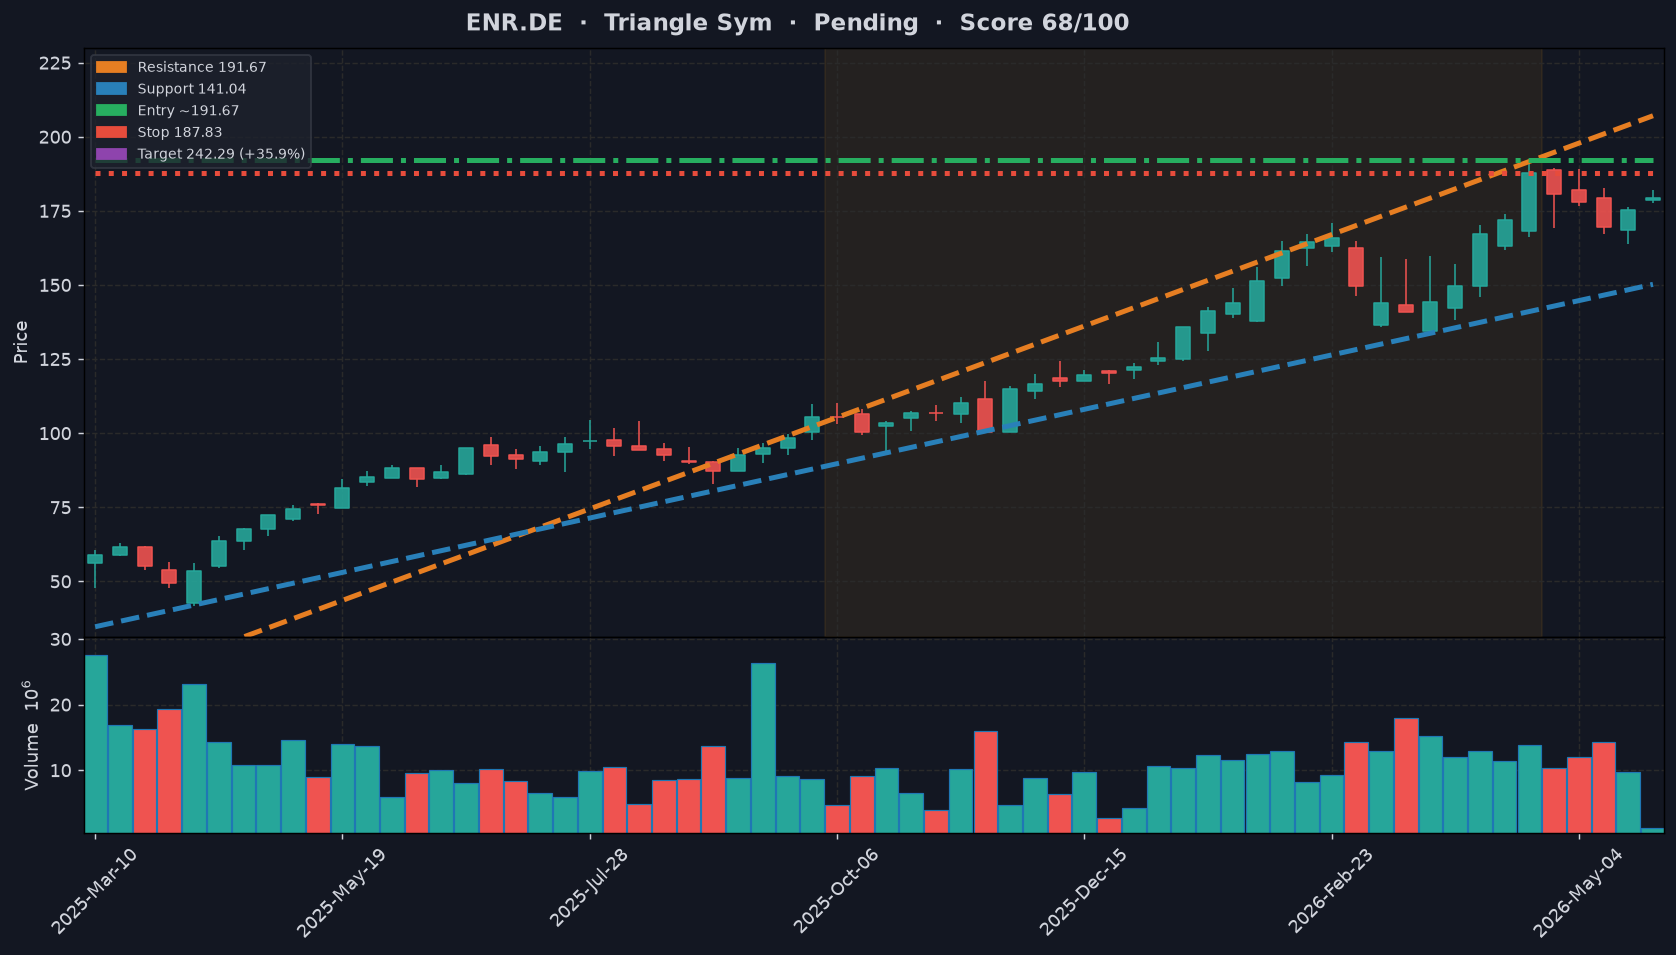 ENR.DE · Triangle Sym · Pending · Score 68/100
Resistance 191.67
Support 141.04
Entry ~191.67
Stop 187.83
Target 242.29 (+35.9%)
225
200
175
150
125
100
75
50
30
Price
20
10
Volume 10⁶
2025-Mar-10
2025-May-19
2025-Jul-28
2025-Oct-06
2025-Dec-15
2026-Feb-23
2026-May-04